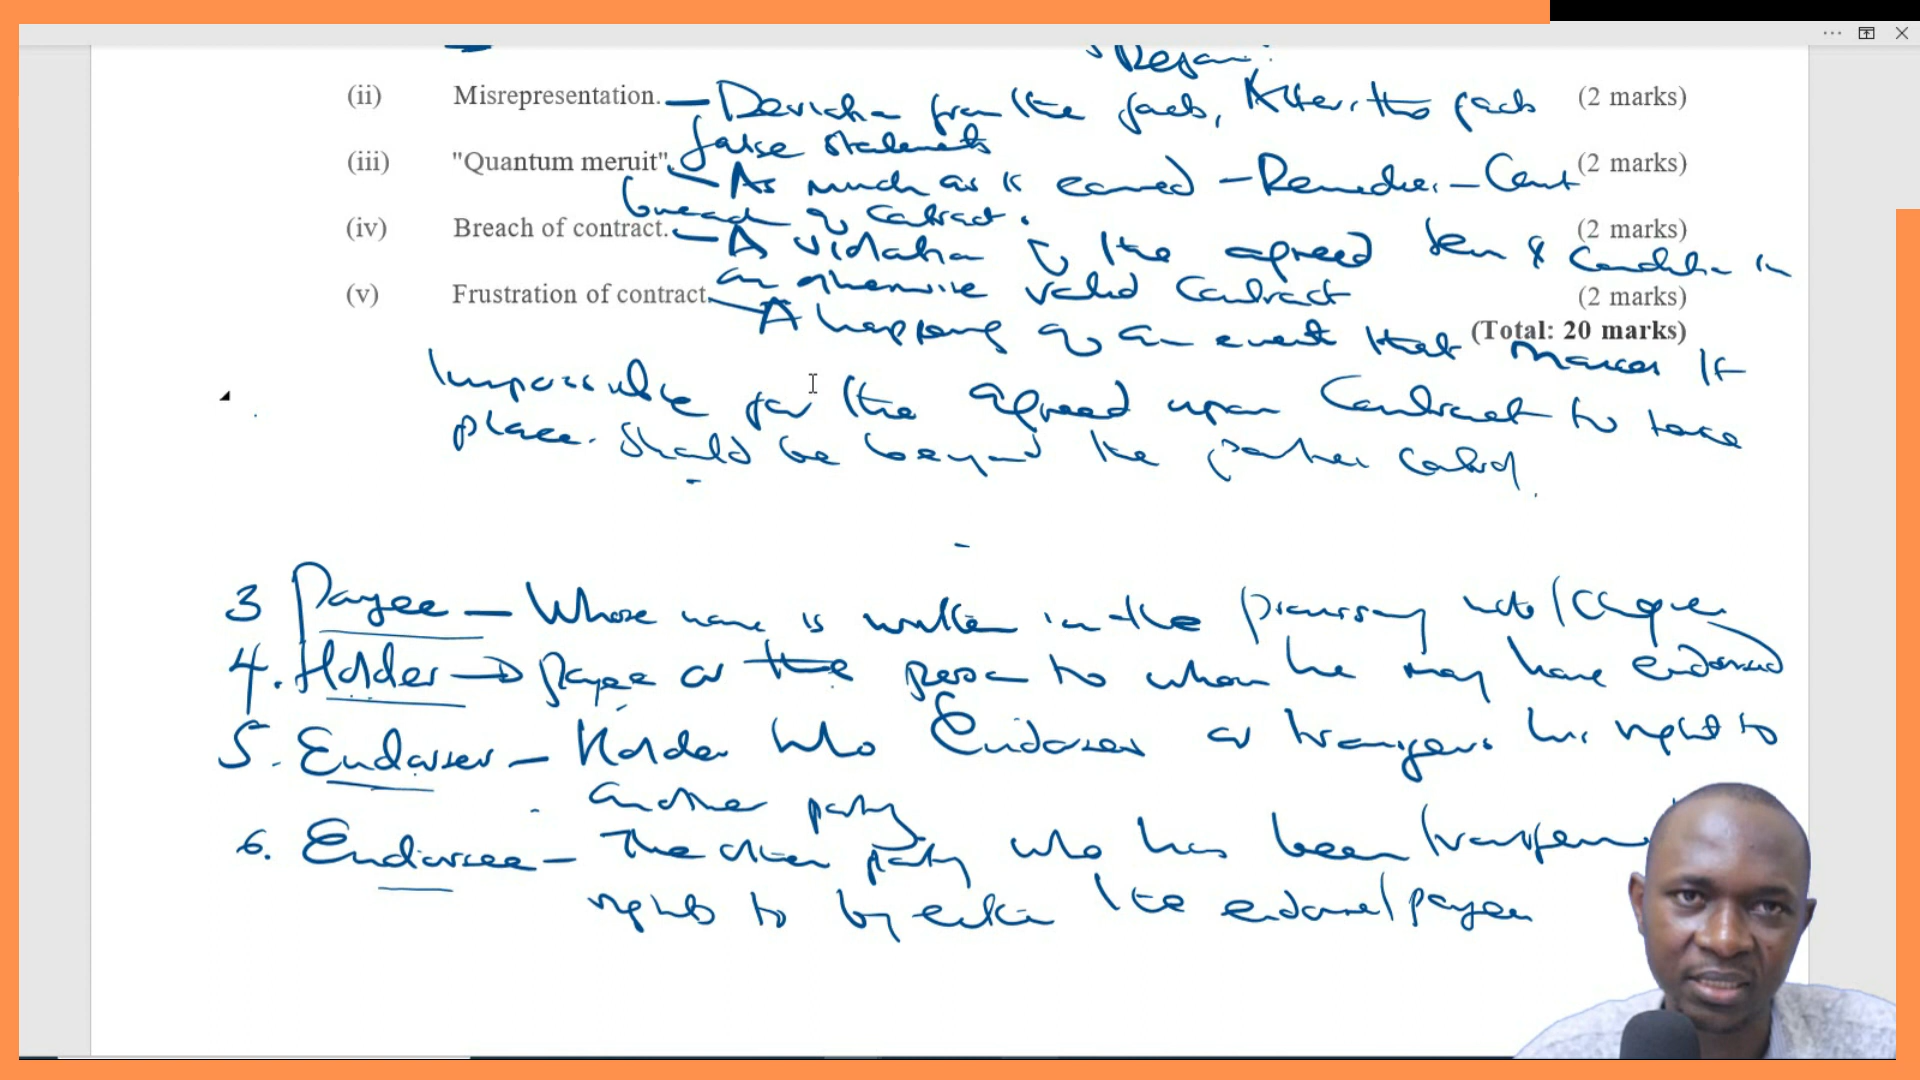 (ii) Misrepresentation. — from the facts, Alter the facts (2 marks)
false statements
(iii) "Quantum meruit". — As much as is earned – Remedies – (2 marks)
breach of contract.
(iv) Breach of contract. — A violation of the agreed term & condition in (2 marks)
an otherwise valid contract
(v) Frustration of contract. — A happening of an event that makes it (2 marks)
(Total: 20 marks)
Impossible for the agreed upon Contract to take
place. Should be beyond the parties control.
3 Payee — Whose name is written in the promissory note/cheque
4. Holder → payee or the person to whom he may have endorsed
5. Endorser — Holder who Endorses or transfers his right to
another party
6. Endorsee — The other party who has been
rights to by either the endorser/payee